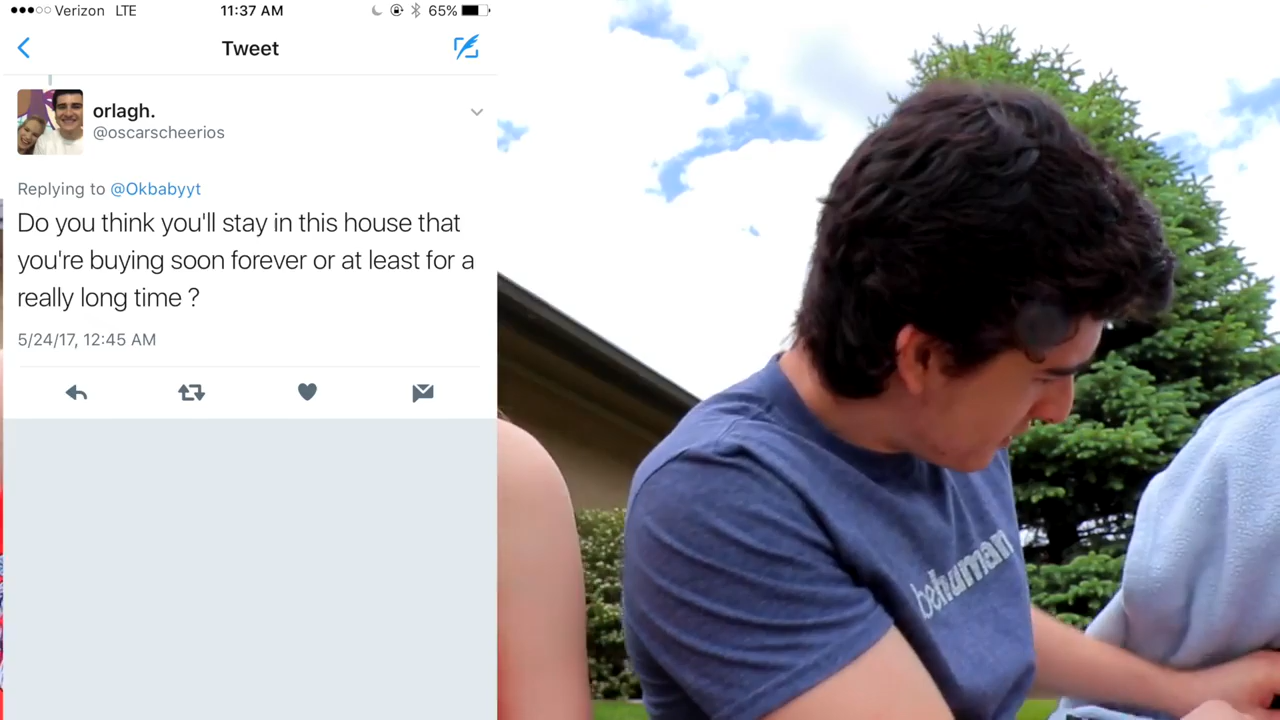 Verizon LTE 11:37 AM 65%
Tweet
orlagh.
@oscarscheerios
Replying to @Okbabyyt
Do you think you'll stay in this house that
you're buying soon forever or at least for a
really long time ?
5/24/17, 12:45 AM
behuman